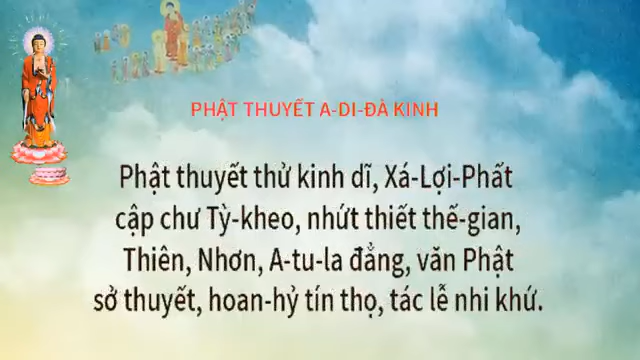 PHẬT THUYẾT A-DI-ĐÀ KINH
Phật thuyết thử kinh dĩ, Xá-Lợi-Phất
cập chư Tỳ-kheo, nhứt thiết thế-gian,
Thiên, Nhơn, A-tu-la đẳng, văn Phật
sở thuyết, hoan-hỷ tín thọ, tác lễ nhi khứ.